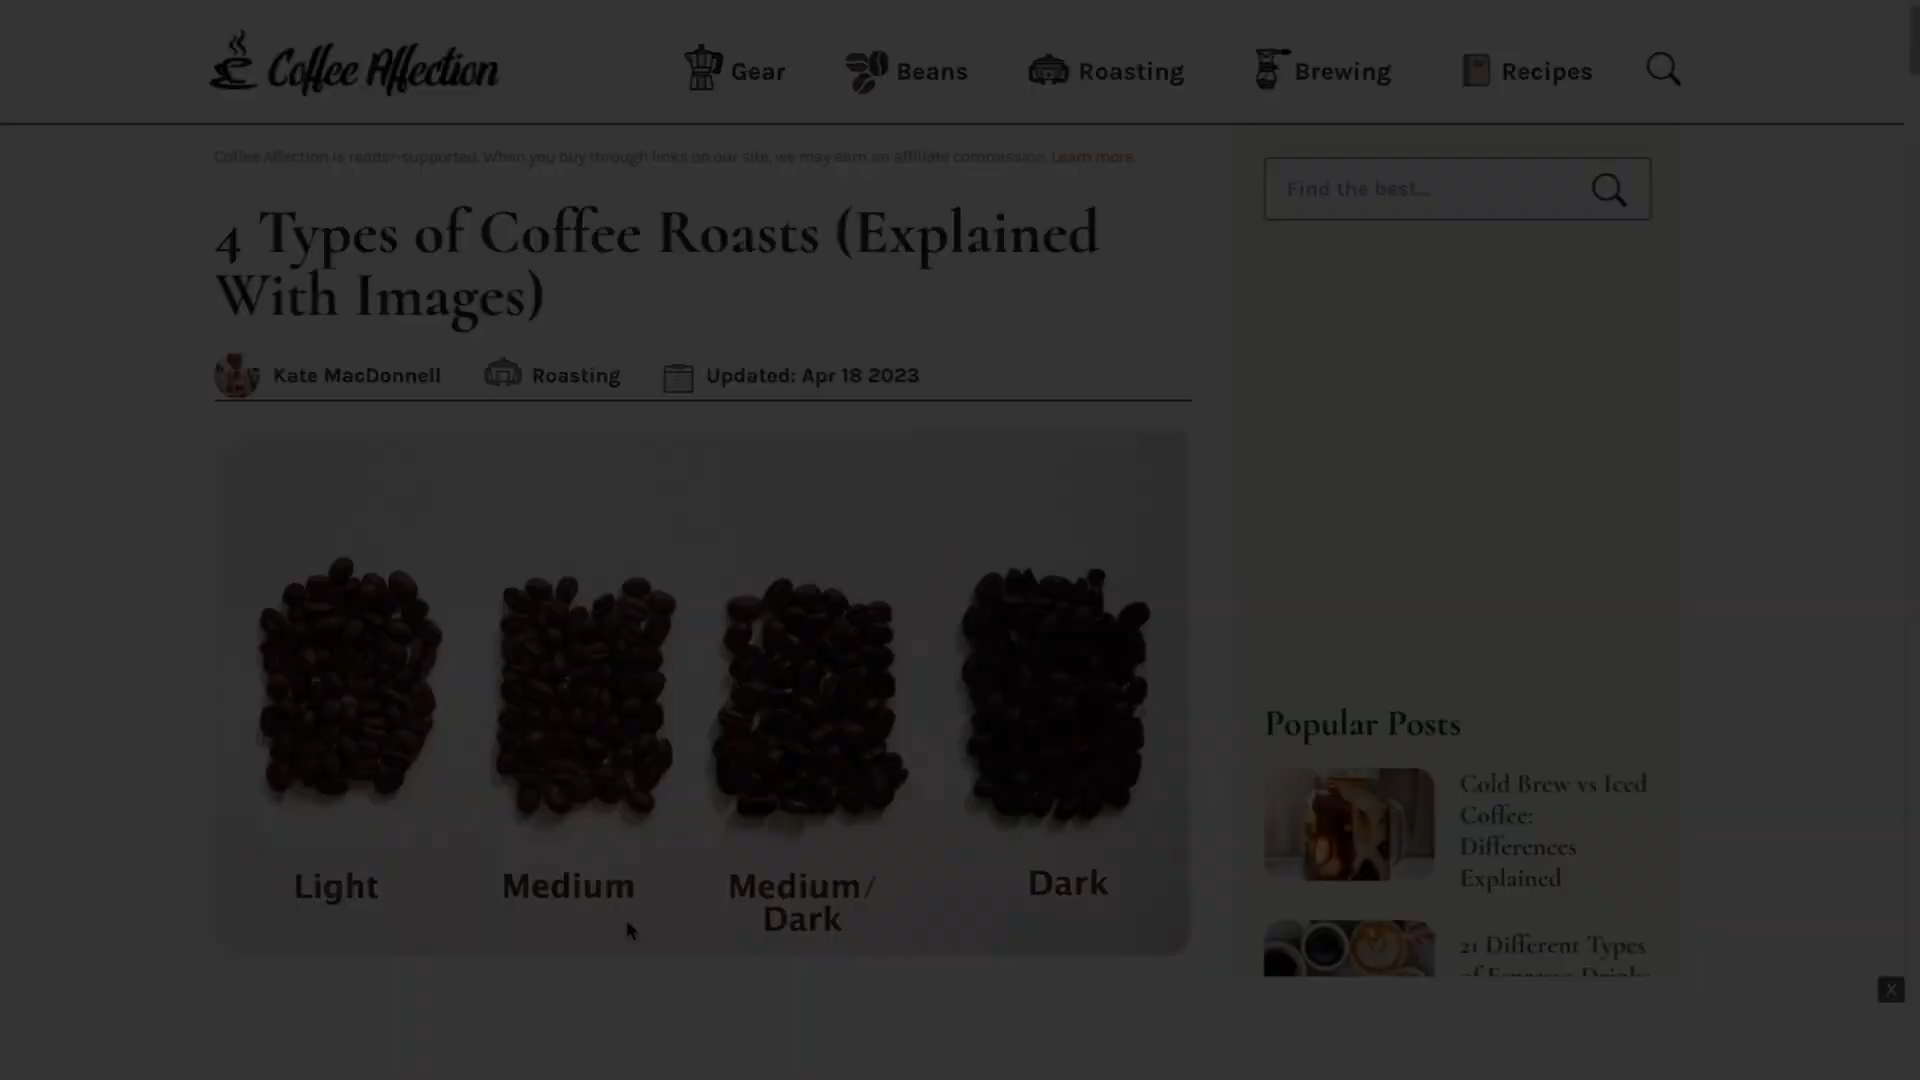 Coffee Affection
Gear
Beans
Roasting
Brewing
Recipes
Coffee Affection is reader-supported. When you buy through links on our site, we may earn an affiliate commission. Learn more.
Find the best...
4 Types of Coffee Roasts (Explained
With Images)
Kate MacDonnell
Roasting
Updated: Apr 18 2023
Light
Medium
Medium/
Dark
Dark
Popular Posts
Cold Brew vs Iced
Coffee:
Differences
Explained
21 Different Types
of Espresso Drinks
X